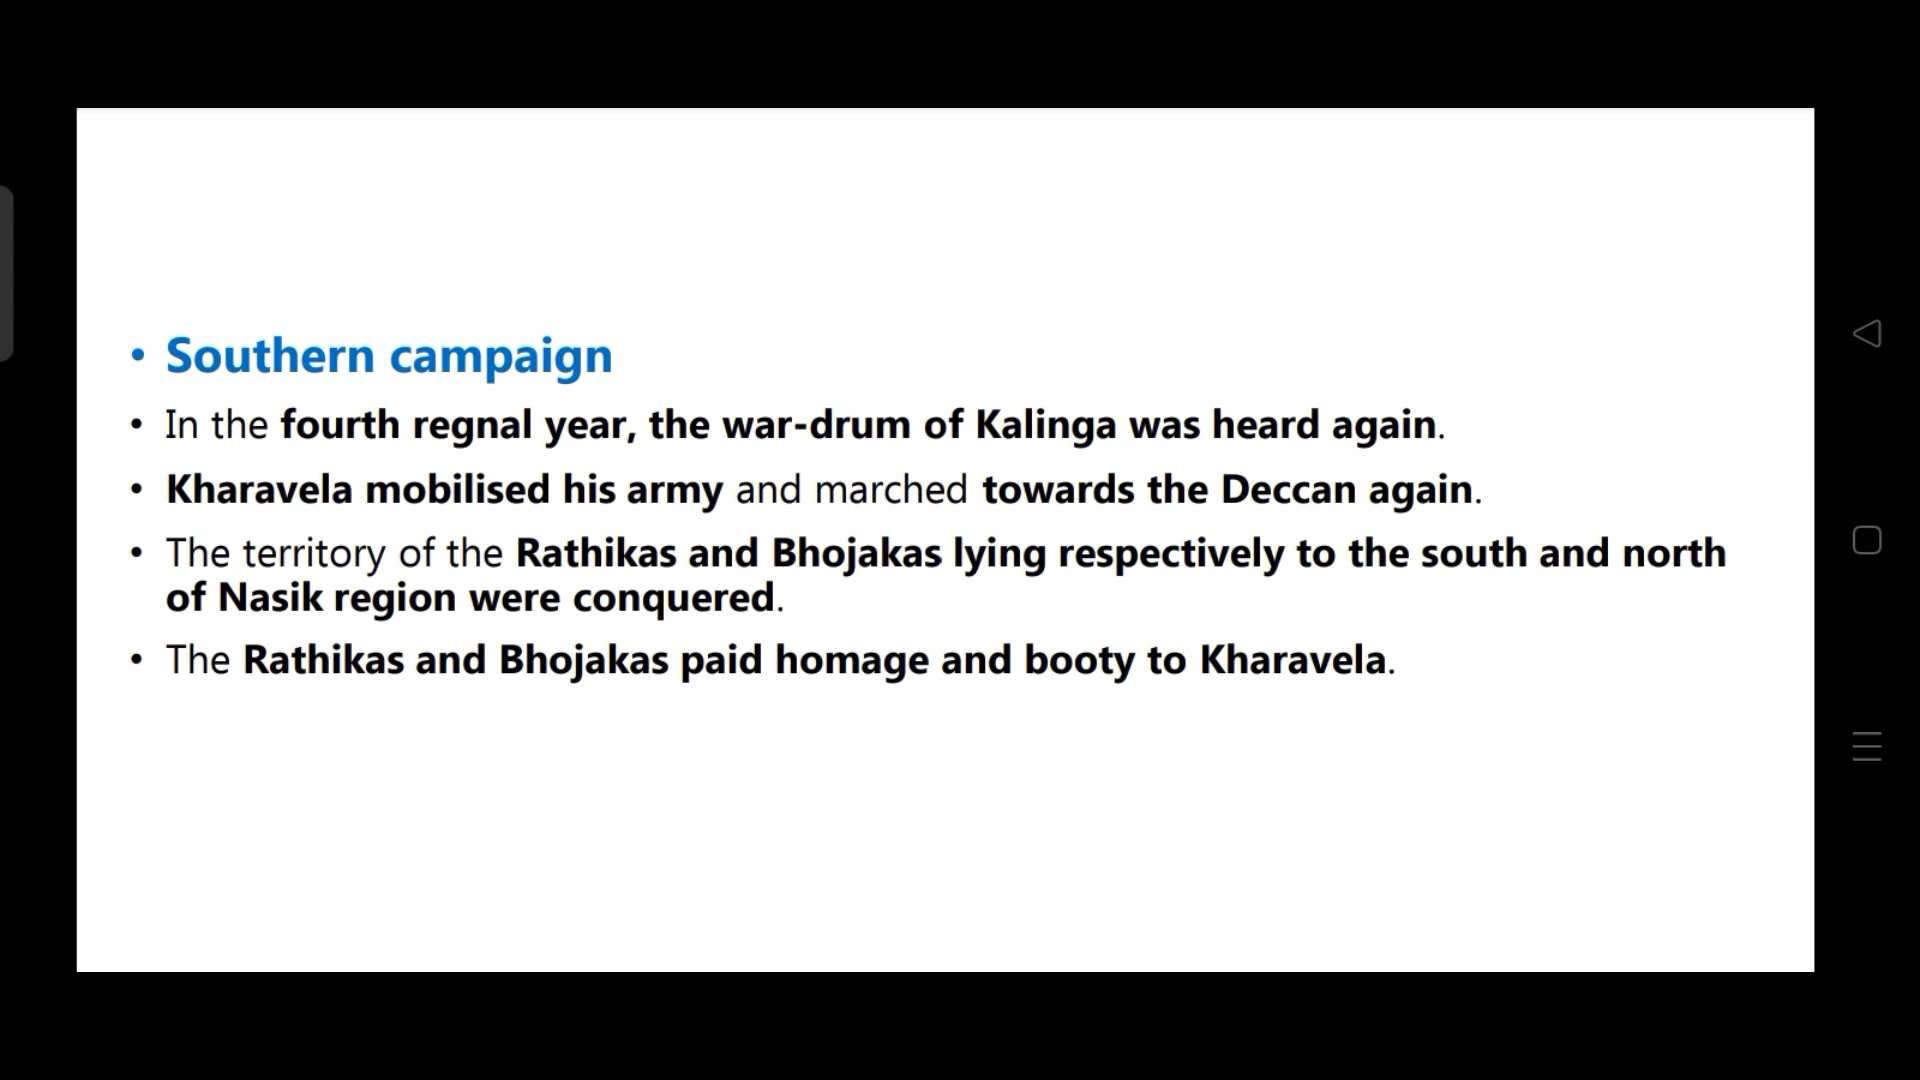 • Southern campaign
• In the fourth regnal year, the war-drum of Kalinga was heard again.
• Kharavela mobilised his army and marched towards the Deccan again.
• The territory of the Rathikas and Bhojakas lying respectively to the south and north
of Nasik region were conquered.
• The Rathikas and Bhojakas paid homage and booty to Kharavela.